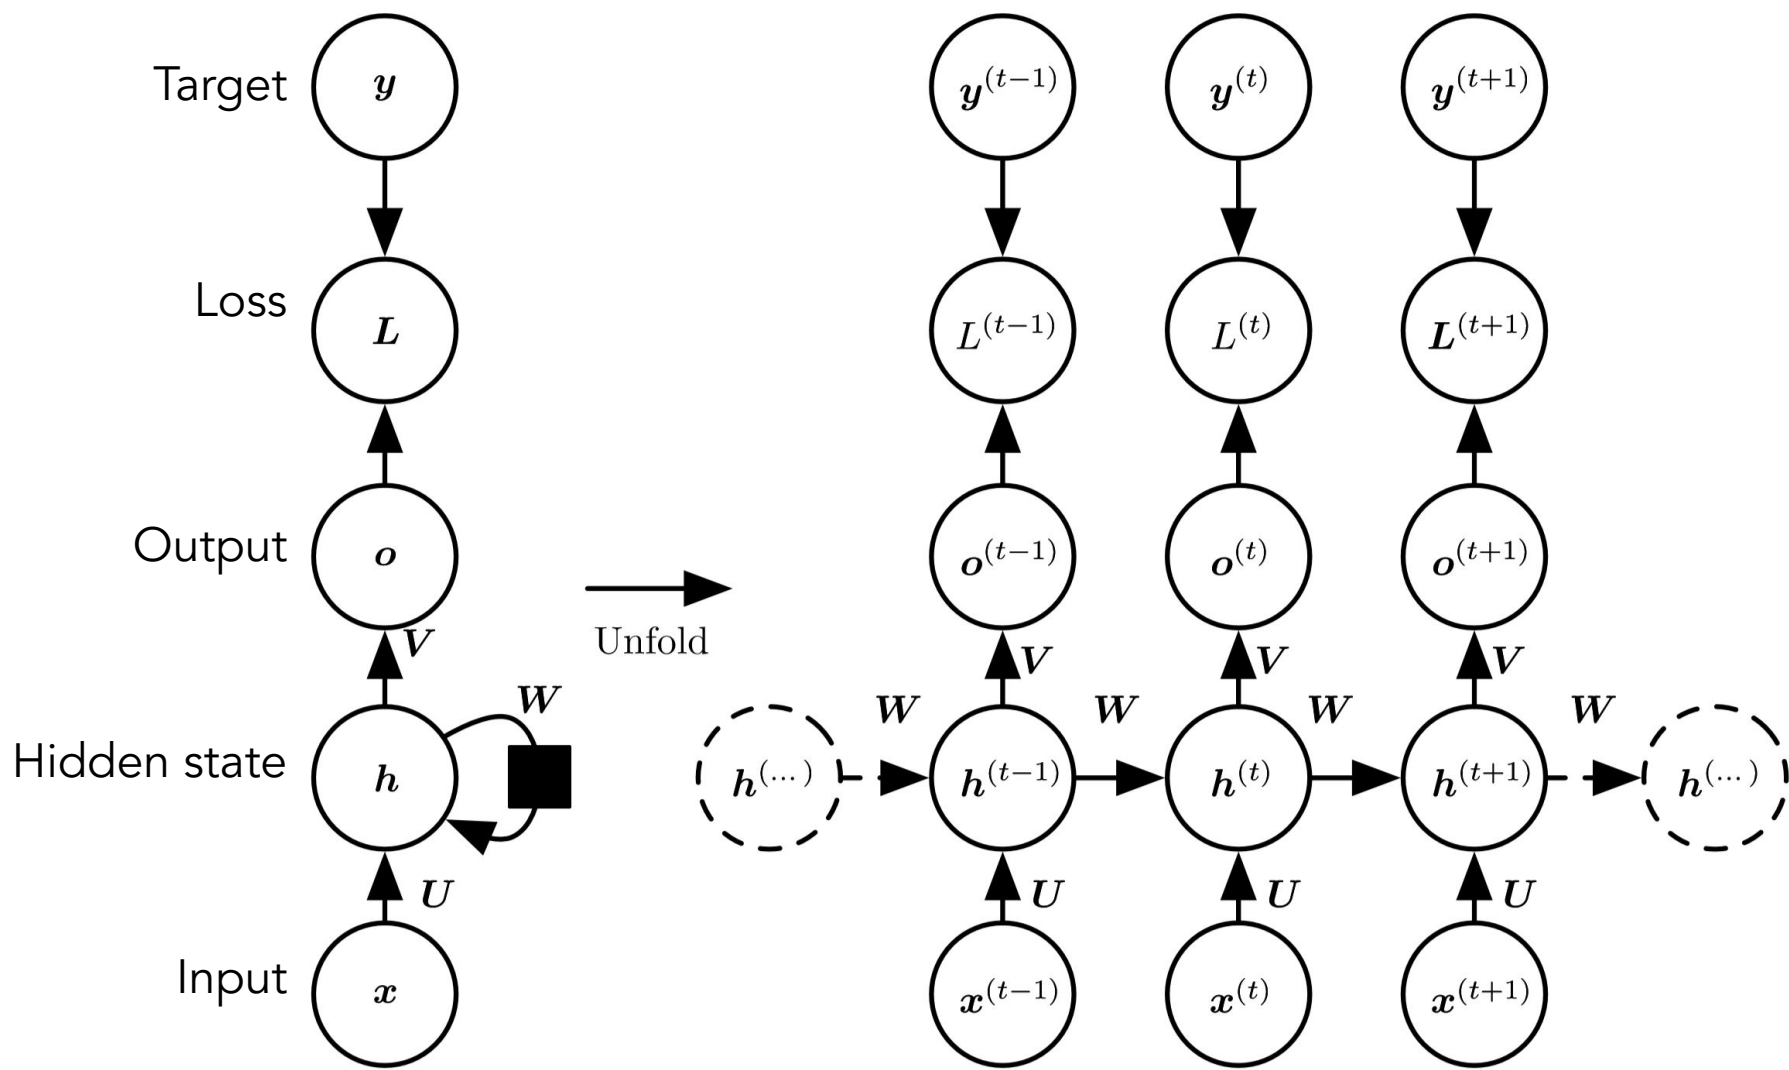 Target y y^(t−1) y^(t) y^(t+1)
Loss L L^(t−1) L^(t) L^(t+1)
Output o o^(t−1) o^(t) o^(t+1)
Unfold
V V V V
W W W W W
Hidden state h h^(...) h^(t−1) h^(t) h^(t+1) h^(...)
U U U U
Input x x^(t−1) x^(t) x^(t+1)